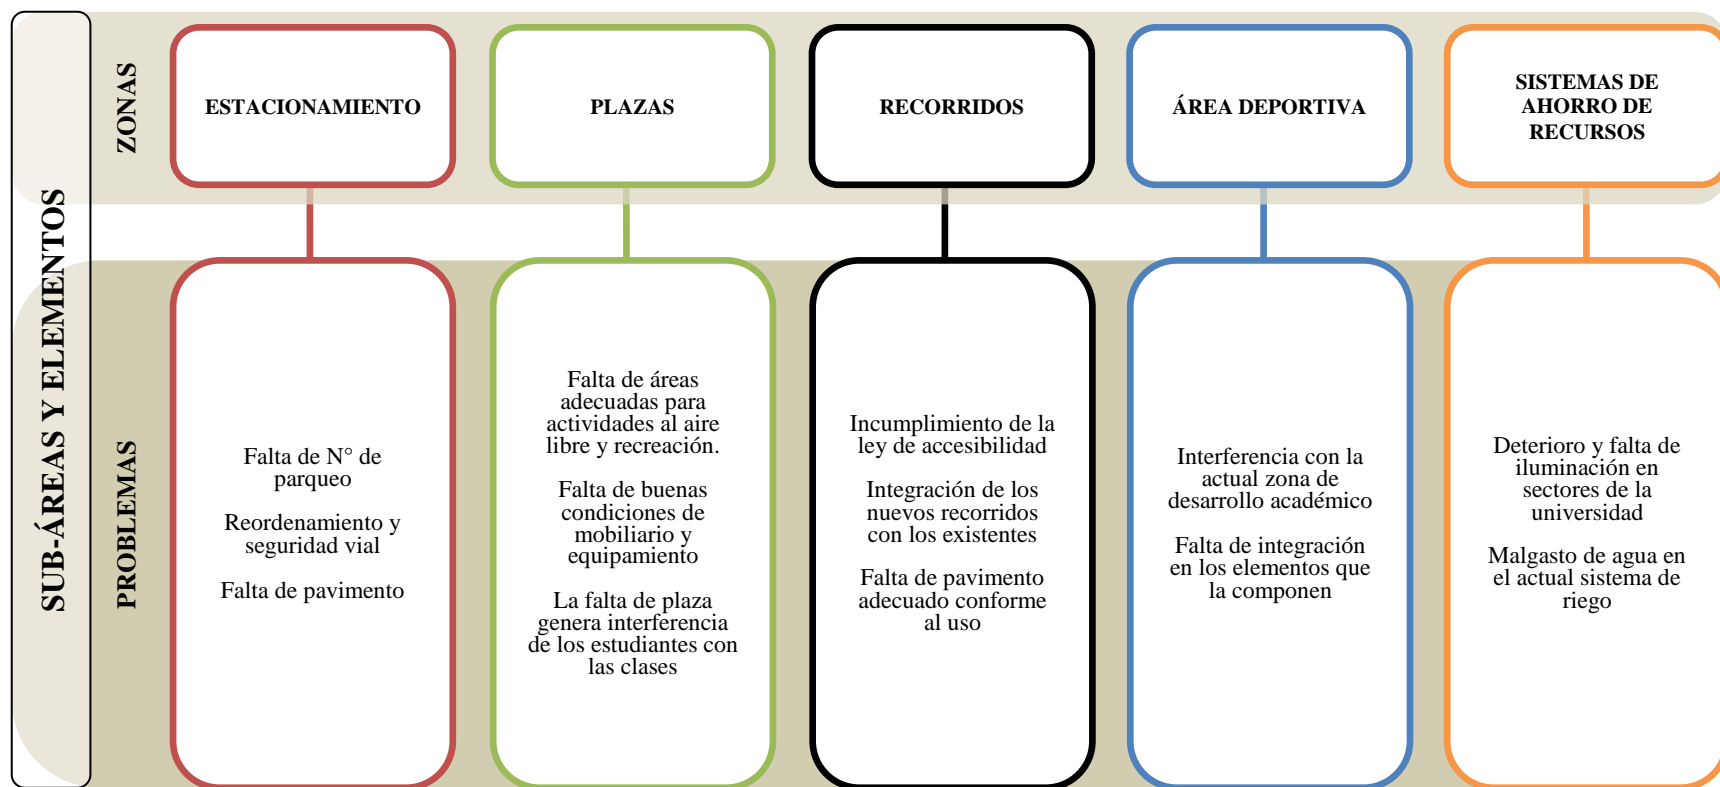 SUB-ÁREAS Y ELEMENTOS
ZONAS
ESTACIONAMIENTO
PLAZAS
RECORRIDOS
ÁREA DEPORTIVA
SISTEMAS DE
AHORRO DE
RECURSOS
PROBLEMAS
Falta de N° de
parqueo
Reordenamiento y
seguridad vial
Falta de pavimento
Falta de áreas
adecuadas para
actividades al aire
libre y recreación.
Falta de buenas
condiciones de
mobiliario y
equipamiento
La falta de plaza
genera interferencia
de los estudiantes con
las clases
Incumplimiento de la
ley de accesibilidad
Integración de los
nuevos recorridos
con los existentes
Falta de pavimento
adecuado conforme
al uso
Interferencia con la
actual zona de
desarrollo académico
Falta de integración
en los elementos que
la componen
Deterioro y falta de
iluminación en
sectores de la
universidad
Malgasto de agua en
el actual sistema de
riego